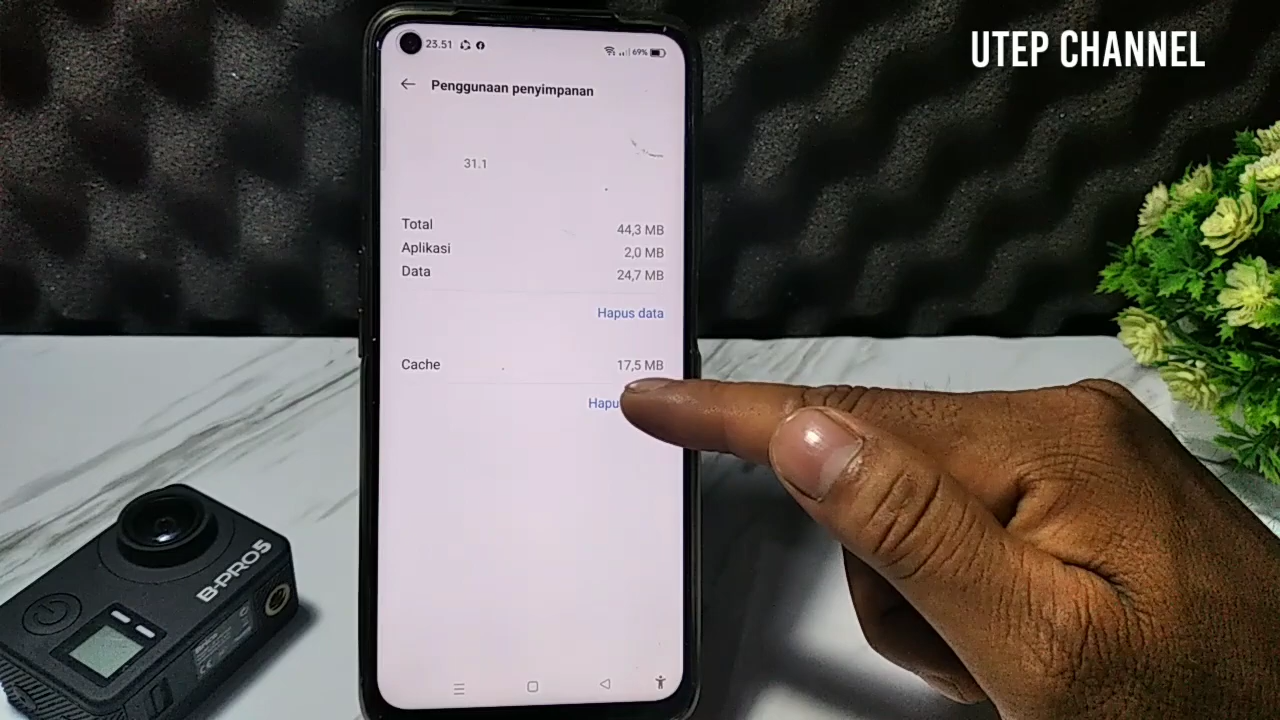 UTEP CHANNEL
23.51
69%
Penggunaan penyimpanan
31.1
Total 44,3 MB
Aplikasi 2,0 MB
Data 24,7 MB
Hapus data
Cache 17,5 MB
Hapu
B-PRO5